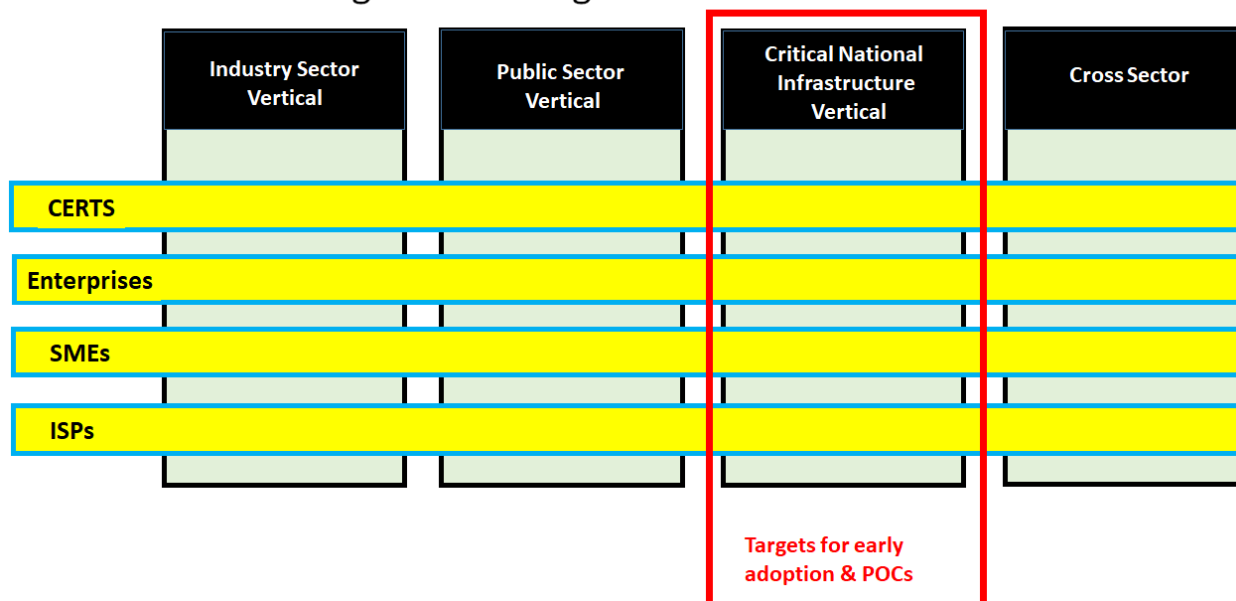 Industry Sector
Vertical
Public Sector
Vertical
Critical National
Infrastructure
Vertical
Cross Sector
CERTS
Enterprises
SMEs
ISPs
Targets for early
adoption & POCs